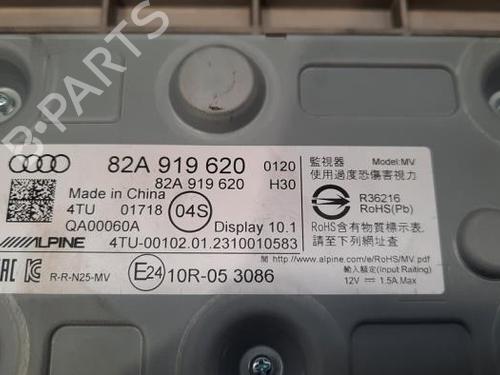 B-PARTS
82A 919 620 0120
82A 919 620 H30
Made in China
4TU 01718 04S
QA00060A Display 10.1
ALPINE 4TU-00102.01.2310010583
EAC R-R-N25-MV E24 10R-05 3086
監視器 Model:MV
使用過度恐傷害視力
R36216
RoHS(Pb)
RoHS含有物質標示表,
請至以下網址查詢
http://www.alpine.com/e/RoHS/MV.pdf
輸入額定(Input Raiting)
12V 1.5A Max